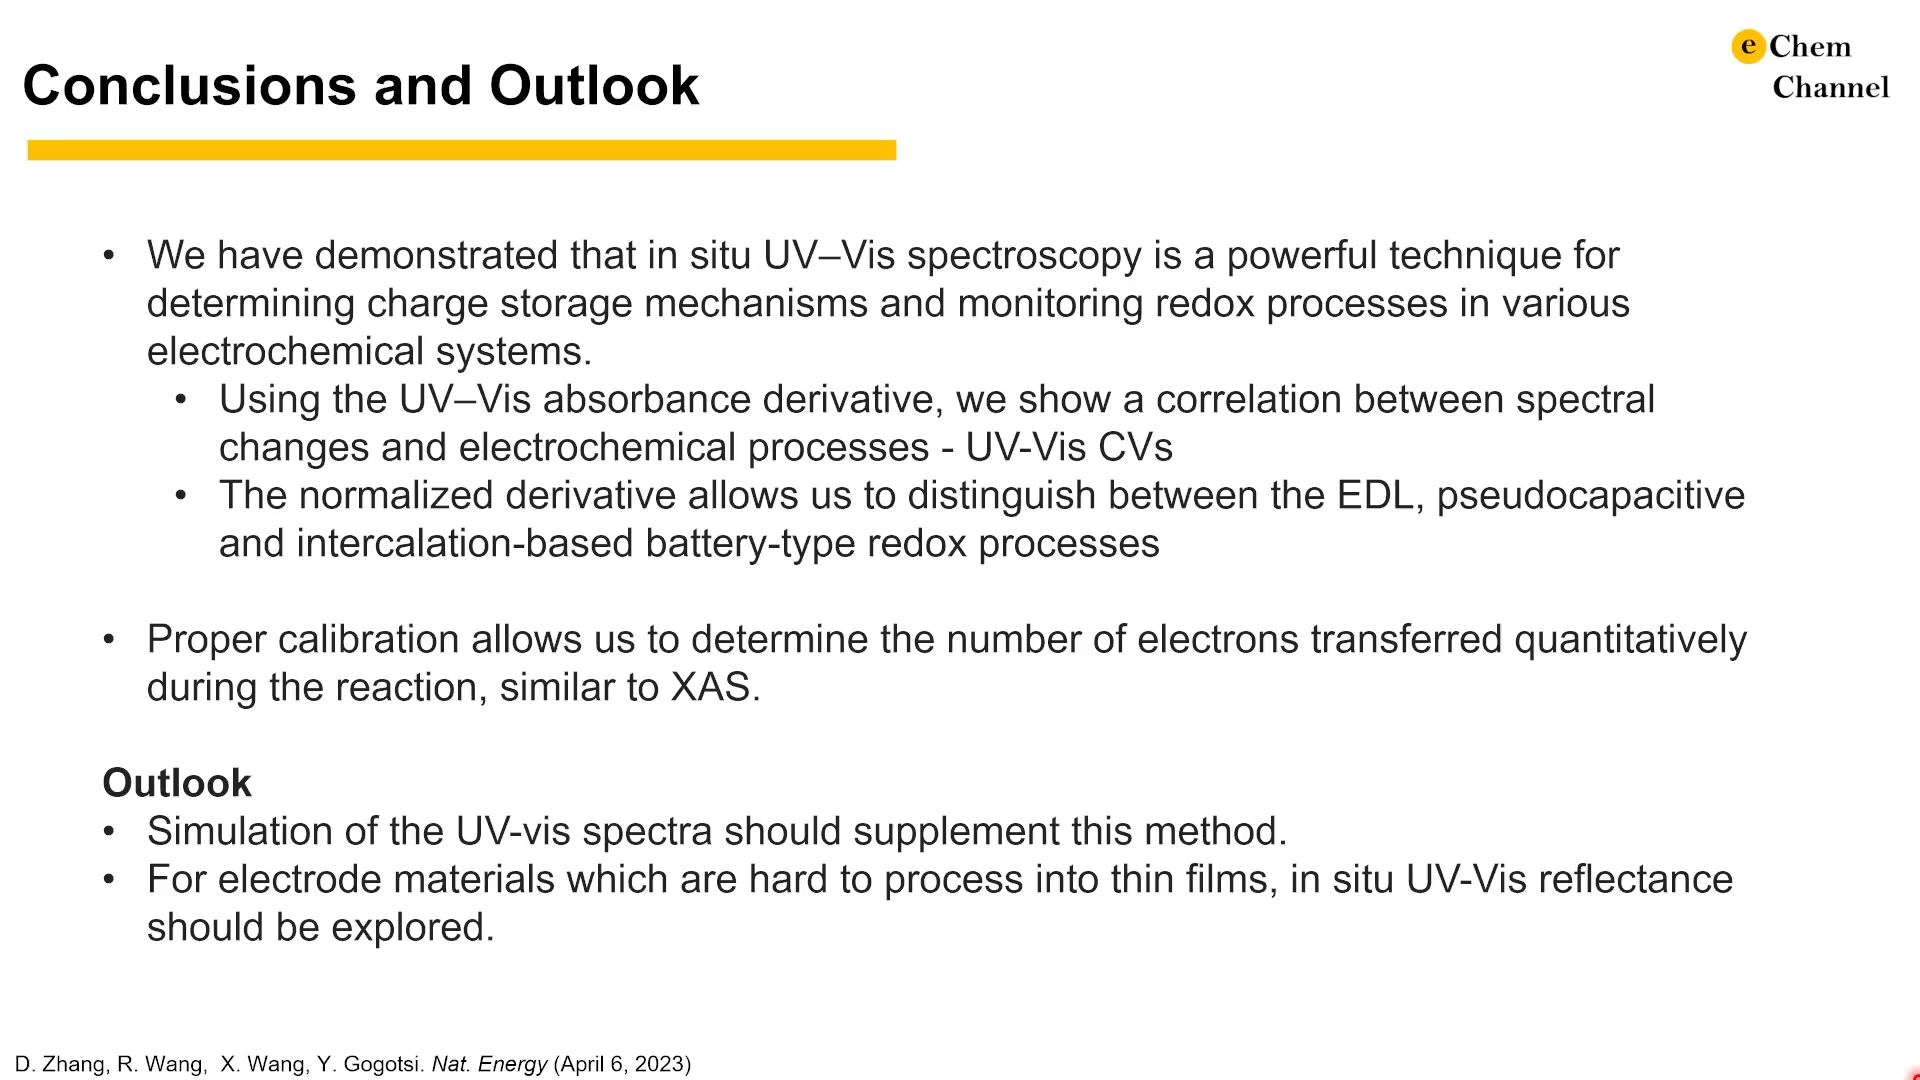 e Chem
Channel
Conclusions and Outlook
• We have demonstrated that in situ UV–Vis spectroscopy is a powerful technique for
determining charge storage mechanisms and monitoring redox processes in various
electrochemical systems.
• Using the UV–Vis absorbance derivative, we show a correlation between spectral
changes and electrochemical processes - UV-Vis CVs
• The normalized derivative allows us to distinguish between the EDL, pseudocapacitive
and intercalation-based battery-type redox processes
• Proper calibration allows us to determine the number of electrons transferred quantitatively
during the reaction, similar to XAS.
Outlook
• Simulation of the UV-vis spectra should supplement this method.
• For electrode materials which are hard to process into thin films, in situ UV-Vis reflectance
should be explored.
D. Zhang, R. Wang, X. Wang, Y. Gogotsi. Nat. Energy (April 6, 2023)